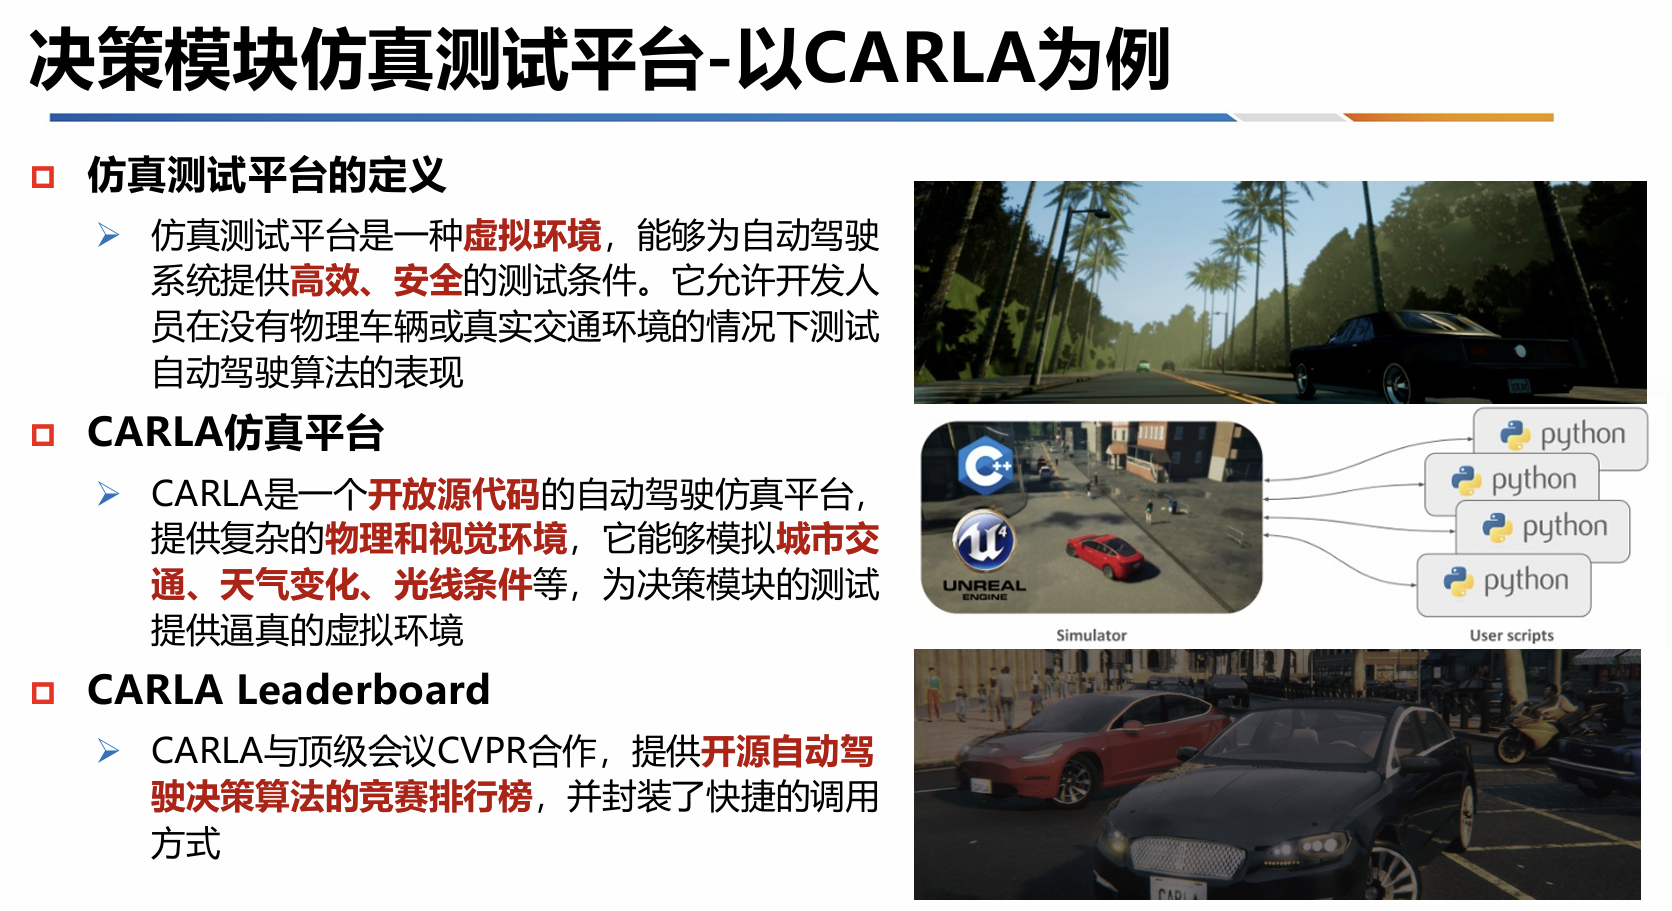 决策模块仿真测试平台-以CARLA为例
仿真测试平台的定义
仿真测试平台是一种虚拟环境，能够为自动驾驶
系统提供高效、安全的测试条件。它允许开发人
员在没有物理车辆或真实交通环境的情况下测试
自动驾驶算法的表现
CARLA仿真平台
CARLA是一个开放源代码的自动驾驶仿真平台，
提供复杂的物理和视觉环境，它能够模拟城市交
通、天气变化、光线条件等，为决策模块的测试
提供逼真的虚拟环境
CARLA Leaderboard
CARLA与顶级会议CVPR合作，提供开源自动驾
驶决策算法的竞赛排行榜，并封装了快捷的调用
方式
C++
4
UNREAL
ENGINE
python
python
python
python
Simulator
User scripts
CARLA